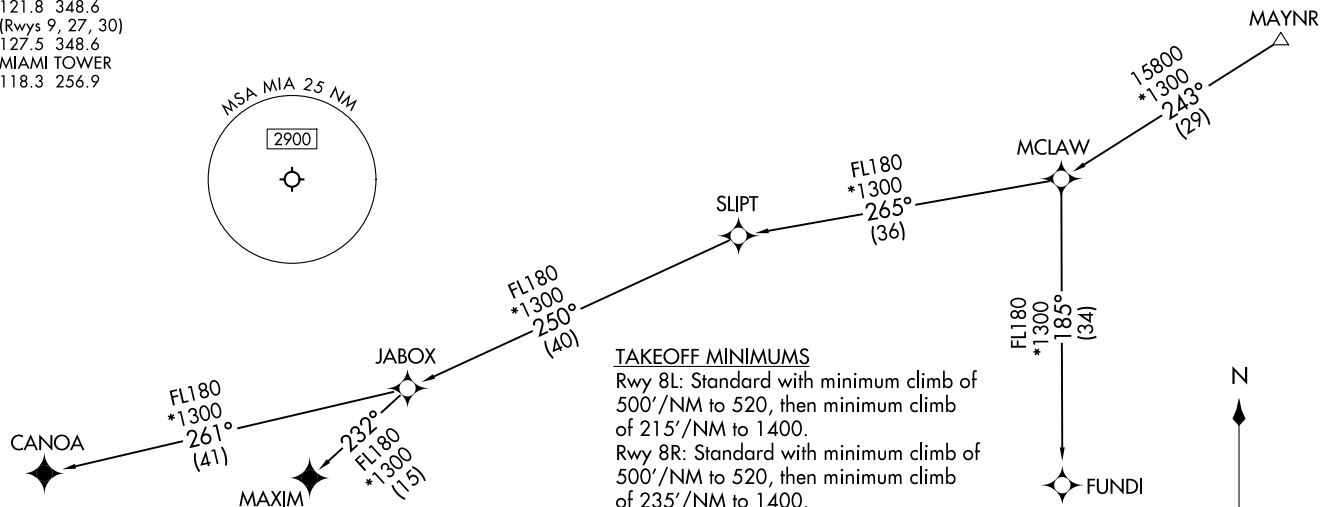 121.8 348.6
(Rwys 9, 27, 30)
127.5 348.6
MIAMI TOWER
118.3 256.9
MSA MIA 25 NM
2900
MAYNR
15800
*1300
243°
(29)
MCLAW
FL180
*1300
265°
(36)
SLIPT
FL180
*1300
250°
(40)
JABOX
FL180
*1300
185°
(34)
FL180
*1300
261°
(41)
CANOA
232°
FL180
*1300
(15)
MAXIM
TAKEOFF MINIMUMS
Rwy 8L: Standard with minimum climb of
500'/NM to 520, then minimum climb
of 215'/NM to 1400.
Rwy 8R: Standard with minimum climb of
500'/NM to 520, then minimum climb
of 235'/NM to 1400.
N
FUNDI